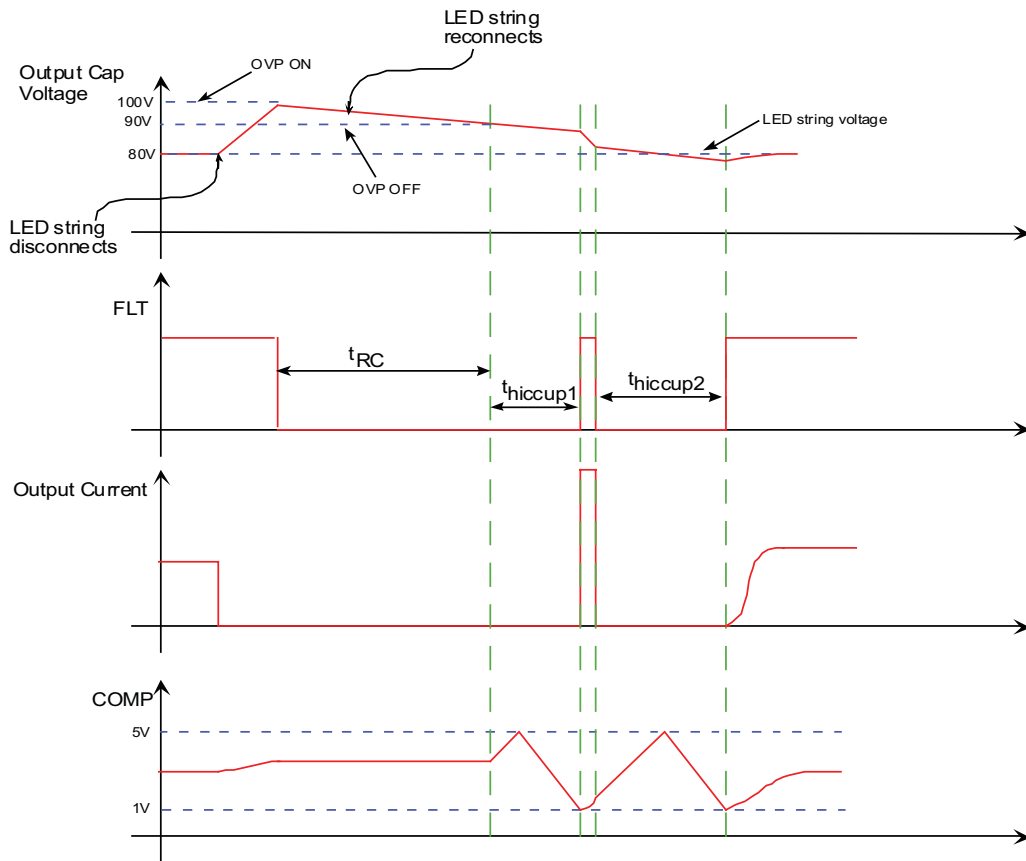 LED string
reconnects
OVP ON
Output Cap
Voltage
100V
90V
80V
LED string voltage
OVP OFF
LED string
disconnects
FLT
tRC
thiccup1
thiccup2
Output Current
COMP
5V
1V